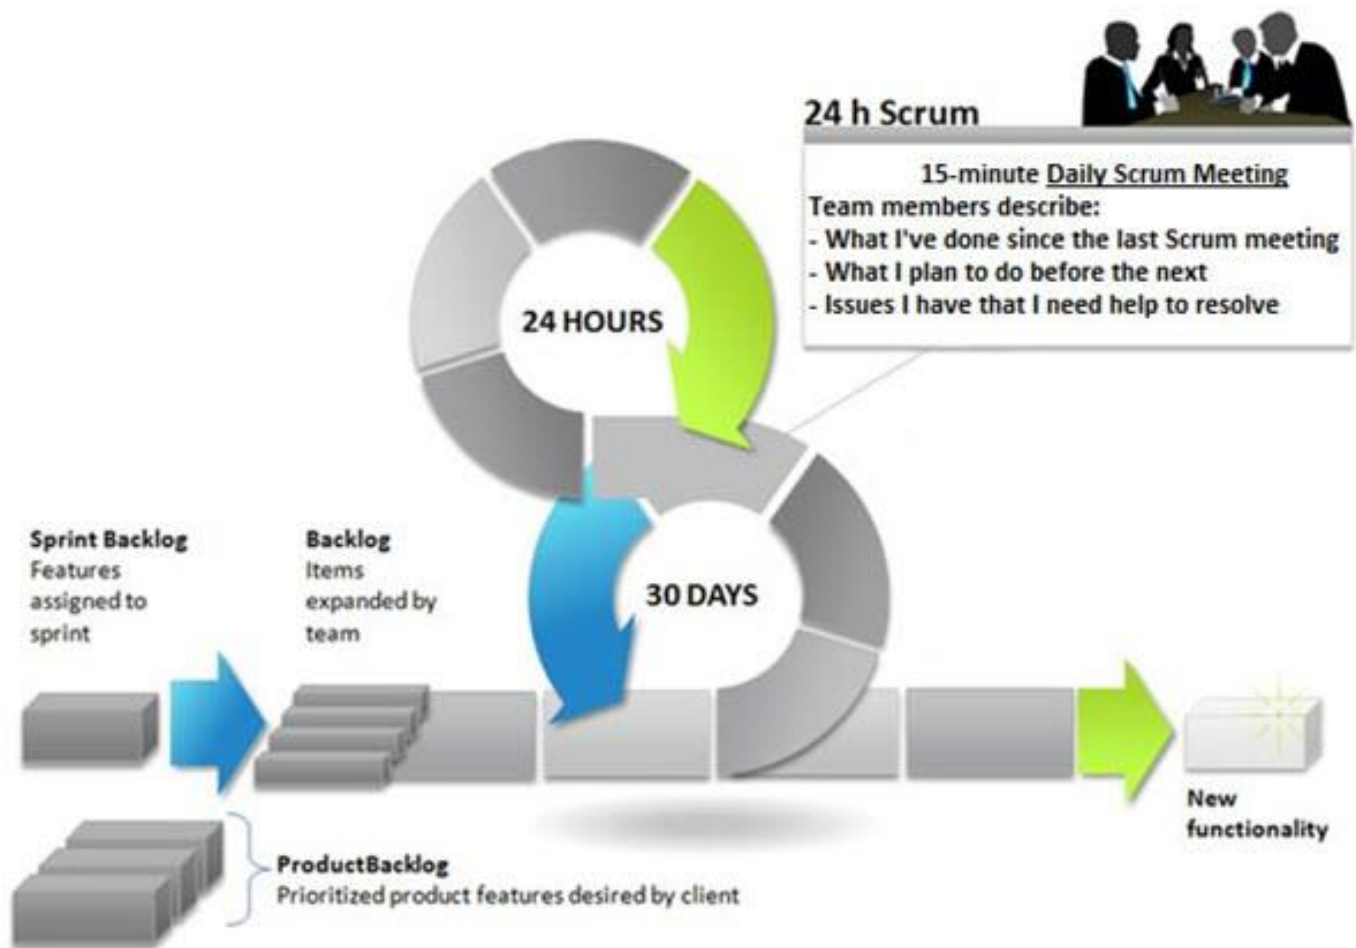 24 h Scrum
15-minute Daily Scrum Meeting
Team members describe:
- What I've done since the last Scrum meeting
- What I plan to do before the next
- Issues I have that I need help to resolve
24 HOURS
30 DAYS
Sprint Backlog
Features
assigned to
sprint
Backlog
Items
expanded by
team
New
functionality
ProductBacklog
Prioritized product features desired by client